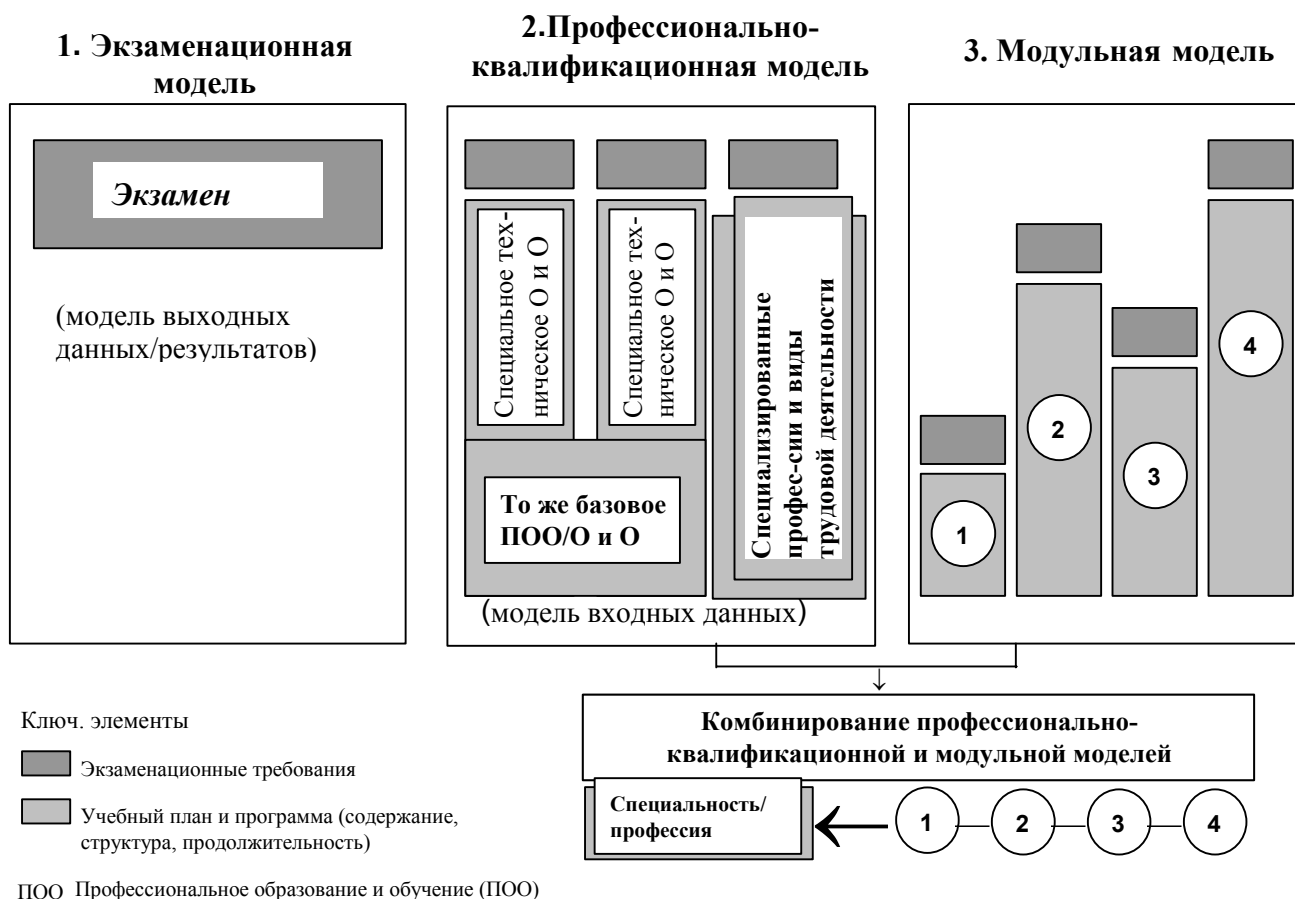 1. Экзаменационная
модель
2.Профессионально-
квалификационная модель
3. Модульная модель
Экзамен
(модель выходных
данных/результатов)
Специальное тех-
ническое О и О
Специальное тех-
ническое О и О
Специализированные
профес-сии и виды
трудовой деятельности
То же базовое
ПОО/О и О
(модель входных данных)
1
2
3
4
Ключ. элементы
Экзаменационные требования
Учебный план и программа (содержание,
структура, продолжительность)
ПОО Профессиональное образование и обучение (ПОО)
Комбинирование профессионально-
квалификационной и модульной моделей
Специальность/
профессия
1
2
3
4